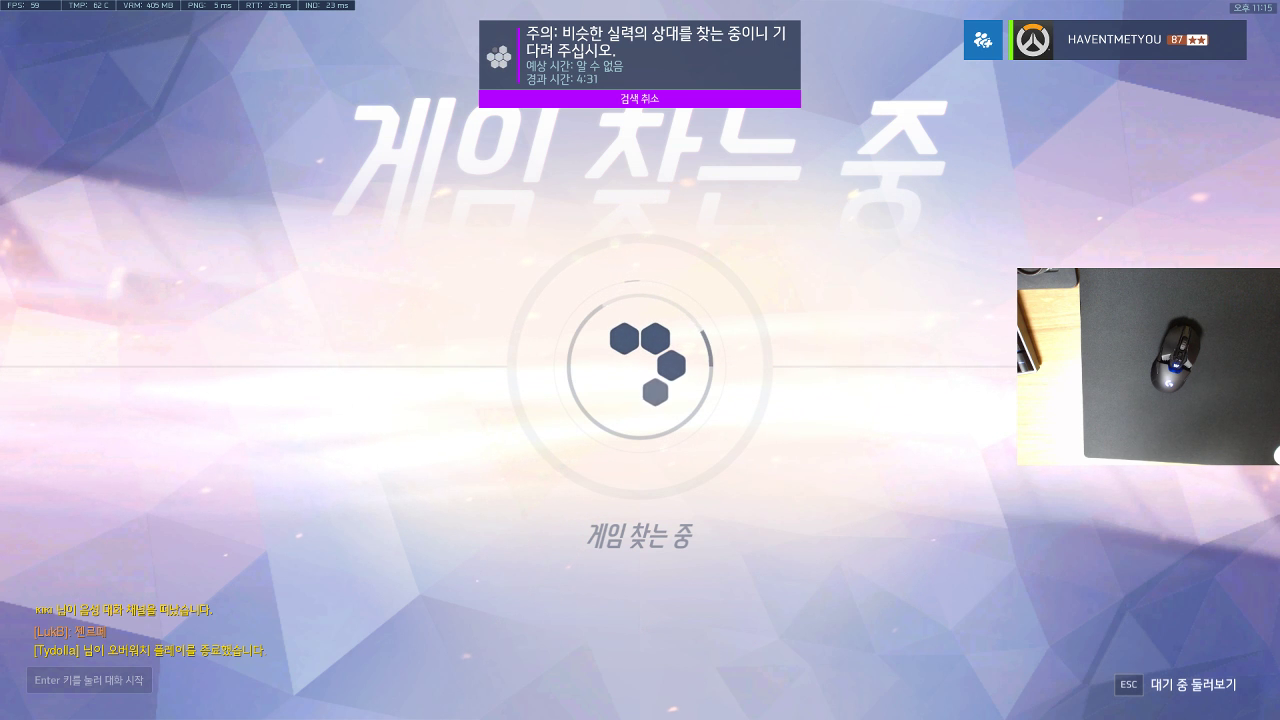 FPS: 59 TMP: 62 C VRM: 405 MB PNG: 5 ms RTT: 23 ms IND: 23 ms
오후 11:15
주의: 비슷한 실력의 상대를 찾는 중이니 기
다려 주십시오.
예상 시간: 알 수 없음
경과 시간: 4:31
검색 취소
HAVENTMETYOU 87
게임 찾는 중
게임 찾는 중
KIKI 님이 음성 대화 채널을 떠났습니다.
[LukB]: 젠르페
[Tydolla] 님이 오버워치 플레이를 종료했습니다.
Enter 키를 눌러 대화 시작
ESC 대기 중 둘러보기